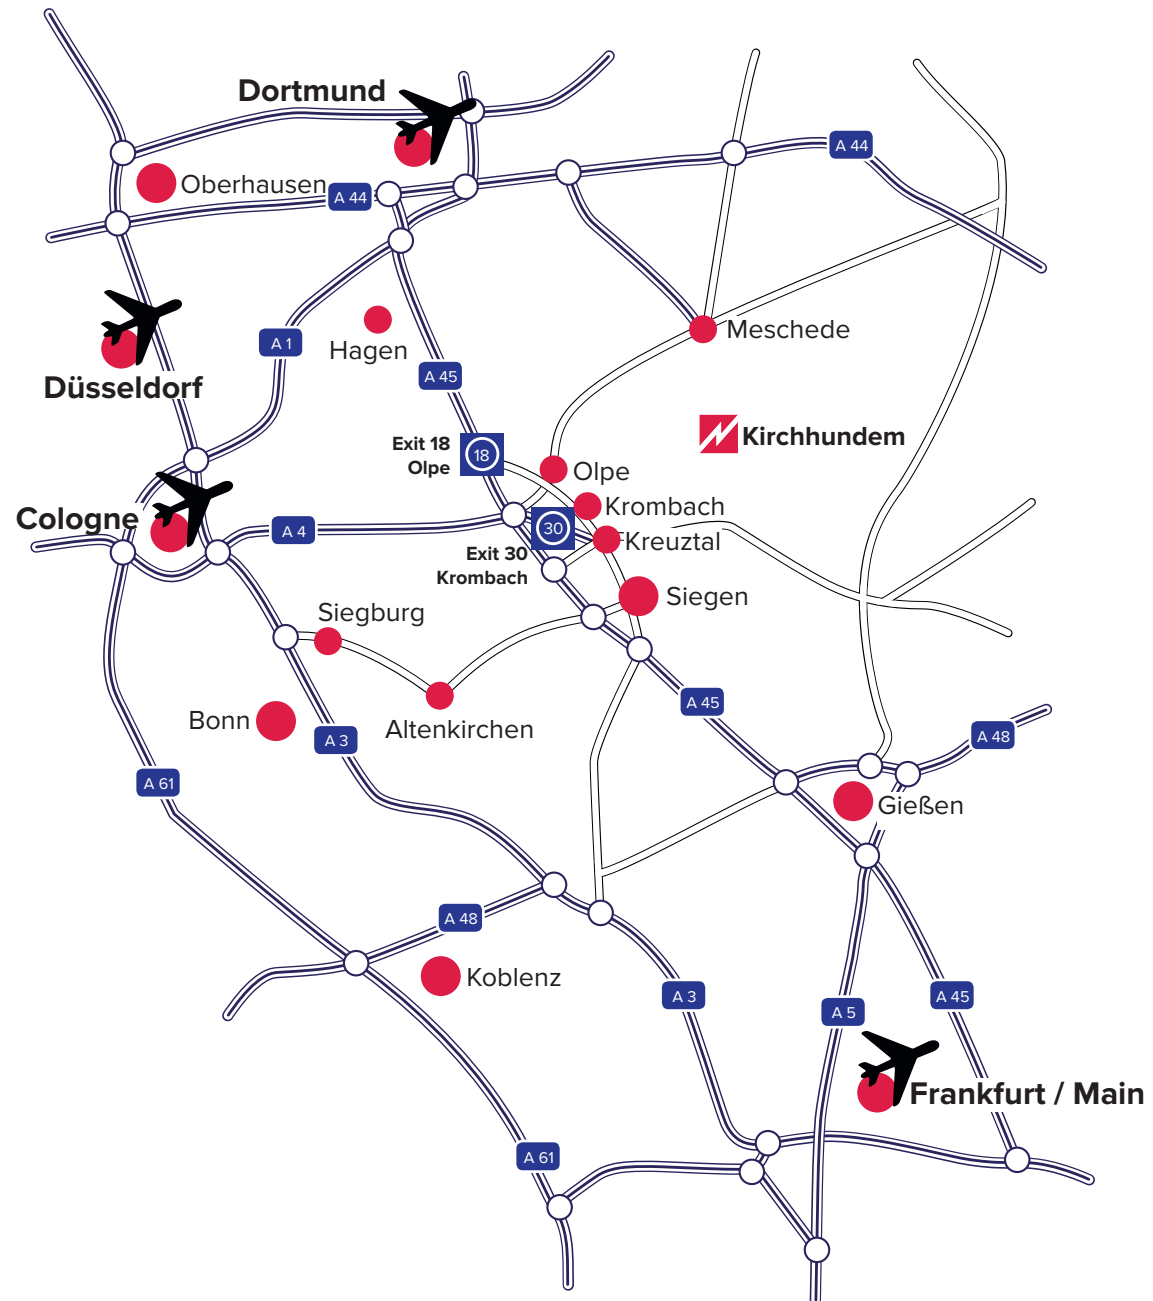 Dortmund
A 44
Oberhausen
A 44
Meschede
A 1
Hagen
A 45
Düsseldorf
Kirchhundem
Exit 18
Olpe
18
Olpe
Krombach
Cologne
A 4
30
Kreuztal
Exit 30
Krombach
Siegen
Siegburg
A 45
Bonn
Altenkirchen
A 3
A 48
A 61
Gießen
A 48
Koblenz
A 3
A 45
A 5
Frankfurt / Main
A 61